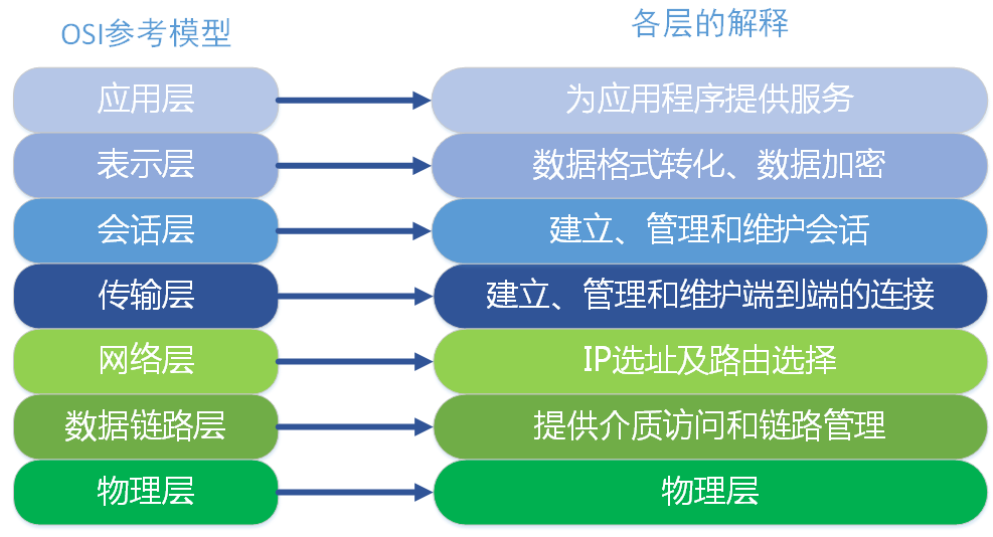 OSI参考模型
各层的解释
应用层
为应用程序提供服务
表示层
数据格式转化、数据加密
会话层
建立、管理和维护会话
传输层
建立、管理和维护端到端的连接
网络层
IP选址及路由选择
数据链路层
提供介质访问和链路管理
物理层
物理层